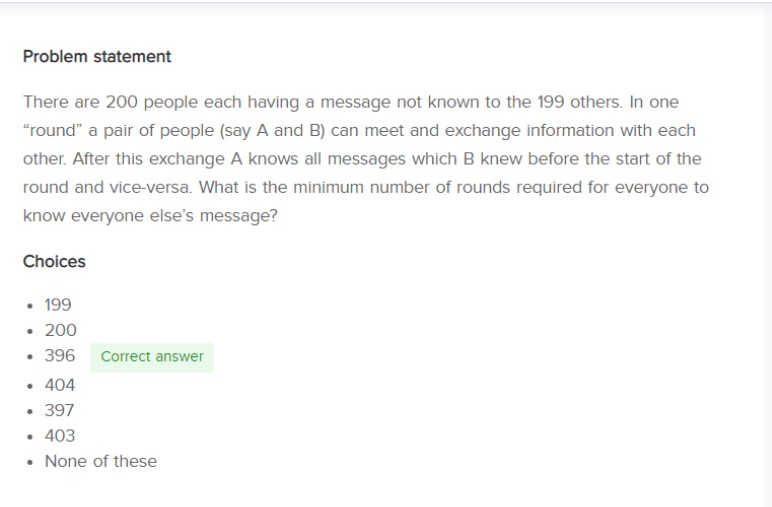 Problem statement
There are 200 people each having a message not known to the 199 others. In one
“round” a pair of people (say A and B) can meet and exchange information with each
other. After this exchange A knows all messages which B knew before the start of the
round and vice-versa. What is the minimum number of rounds required for everyone to
know everyone else’s message?
Choices
• 199
• 200
• 396 Correct answer
• 404
• 397
• 403
• None of these